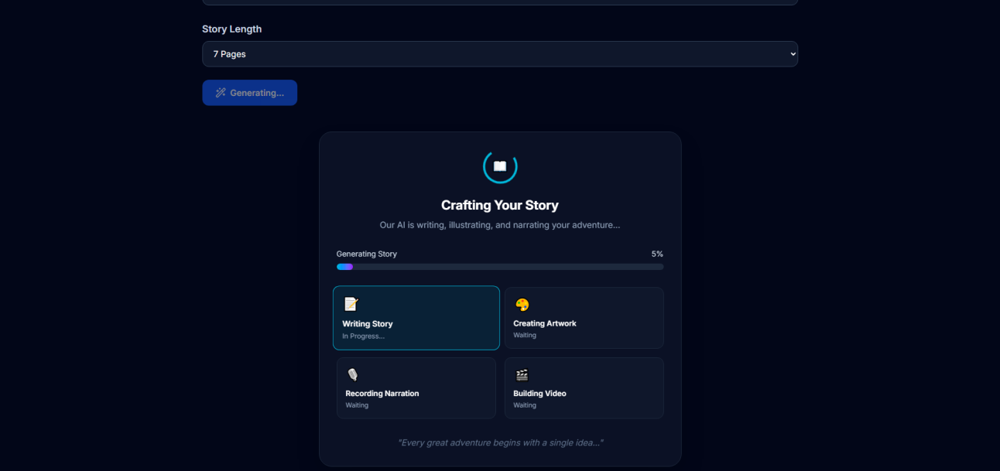 Story Length
7 Pages
Generating...
Crafting Your Story
Our AI is writing, illustrating, and narrating your adventure...
Generating Story 5%
Writing Story
In Progress...
Creating Artwork
Waiting
Recording Narration
Waiting
Building Video
Waiting
"Every great adventure begins with a single idea..."